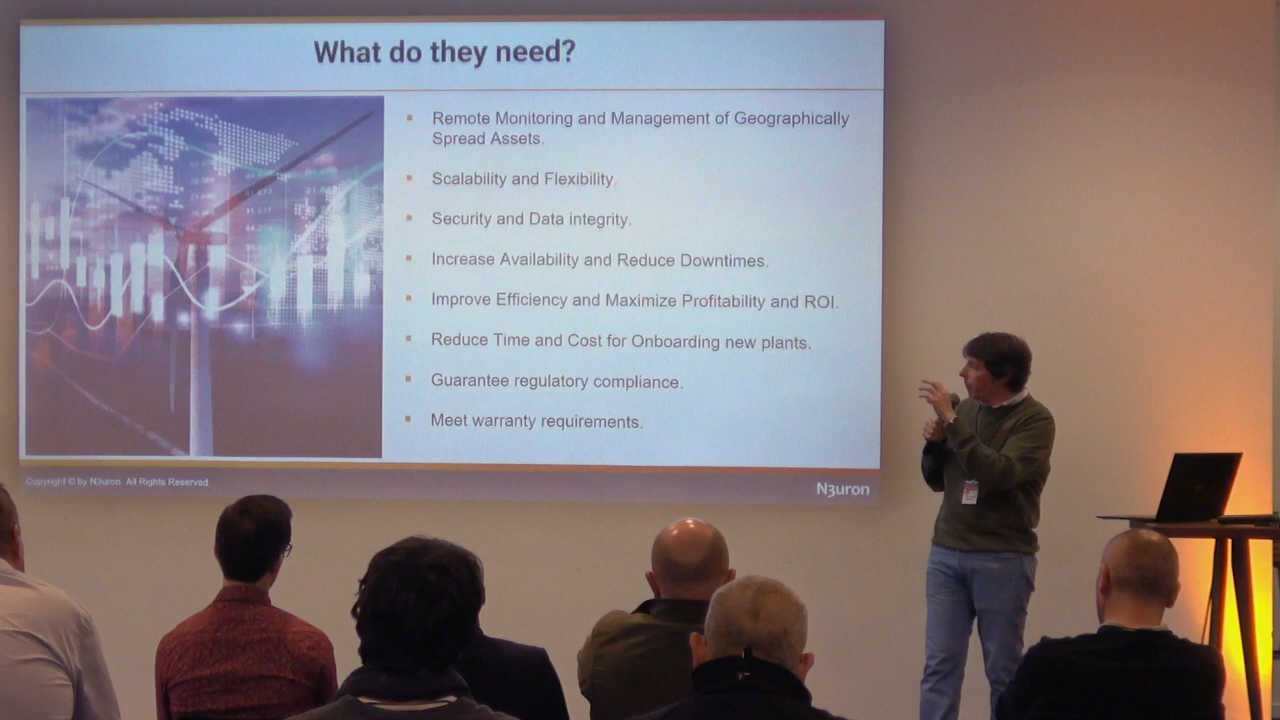 What do they need?
Remote Monitoring and Management of Geographically
Spread Assets.
Scalability and Flexibility.
Security and Data integrity.
Increase Availability and Reduce Downtimes.
Improve Efficiency and Maximize Profitability and ROI.
Reduce Time and Cost for Onboarding new plants.
Guarantee regulatory compliance.
Meet warranty requirements.
Copyright © by N3uron. All Rights Reserved.
N3uron